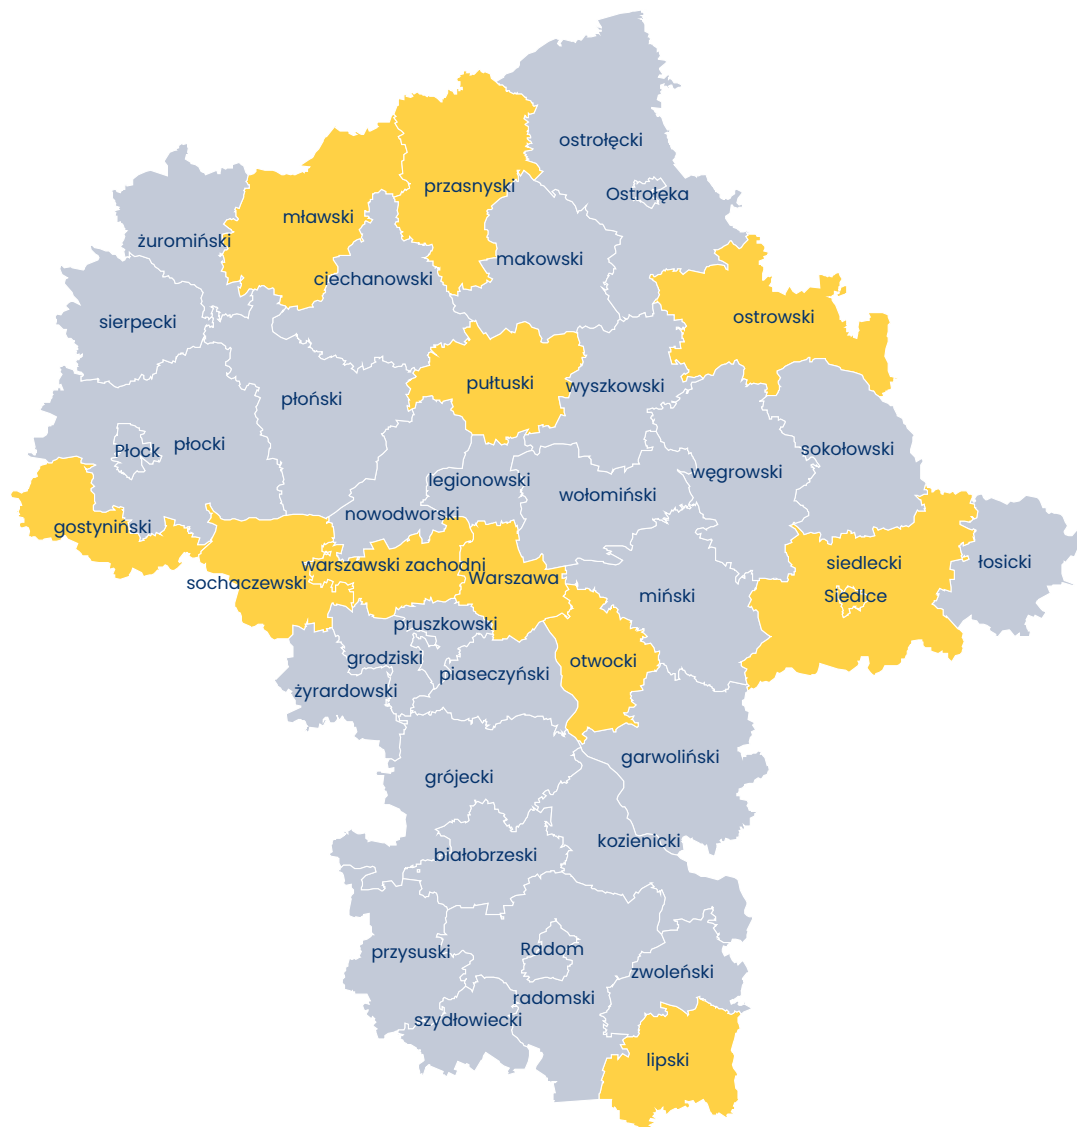 ostrołęcki
przasnyski
Ostrołęka
mławski
żuromiński
makowski
ciechanowski
ostrowski
sierpecki
pułtuski
wyszkowski
płoński
płocki
Płock
sokołowski
węgrowski
legionowski
wołomiński
nowodworski
gostyniński
siedlecki
łosicki
warszawski zachodni
Warszawa
sochaczewski
Siedlce
miński
pruszkowski
grodziski
otwocki
piaseczyński
żyrardowski
garwoliński
grójecki
kozienicki
białobrzeski
Radom
przysuski
zwoleński
radomski
szydłowiecki
lipski